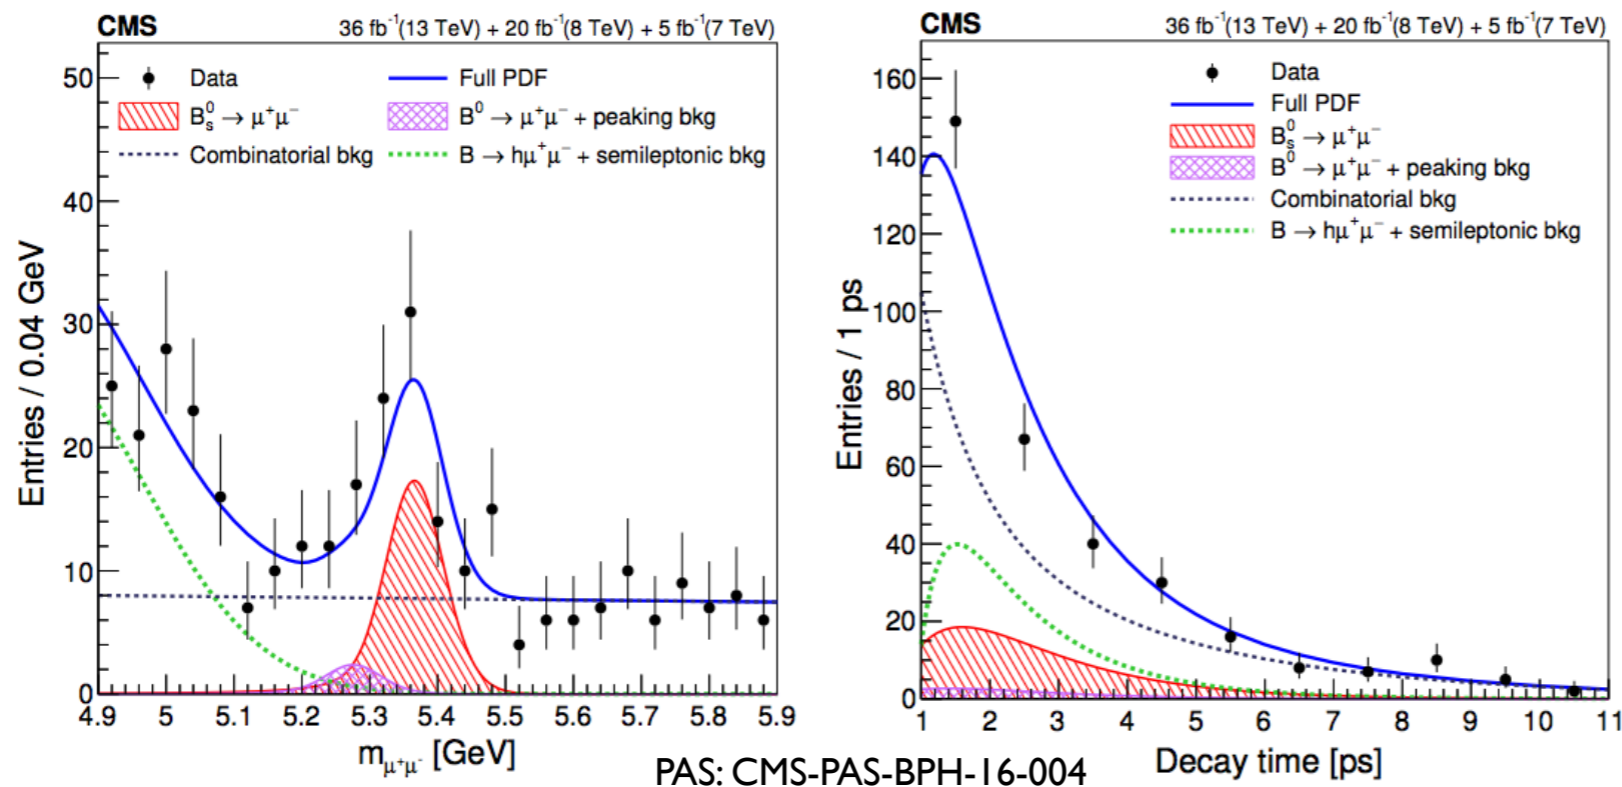 CMS 36 fb⁻¹(13 TeV) + 20 fb⁻¹(8 TeV) + 5 fb⁻¹(7 TeV)
Entries / 0.04 GeV
50
40
30
20
10
0
Data
Full PDF
B⁰ₛ → μ⁺μ⁻
B⁰ → μ⁺μ⁻ + peaking bkg
Combinatorial bkg
B → hμ⁺μ⁻ + semileptonic bkg
4.9 5 5.1 5.2 5.3 5.4 5.5 5.6 5.7 5.8 5.9
m_μ⁺μ⁻ [GeV]
CMS 36 fb⁻¹(13 TeV) + 20 fb⁻¹(8 TeV) + 5 fb⁻¹(7 TeV)
Entries / 1 ps
160
140
120
100
80
60
40
20
0
Data
Full PDF
B⁰ₛ → μ⁺μ⁻
B⁰ → μ⁺μ⁻ + peaking bkg
Combinatorial bkg
B → hμ⁺μ⁻ + semileptonic bkg
1 2 3 4 5 6 7 8 9 10 11
Decay time [ps]
PAS: CMS-PAS-BPH-16-004